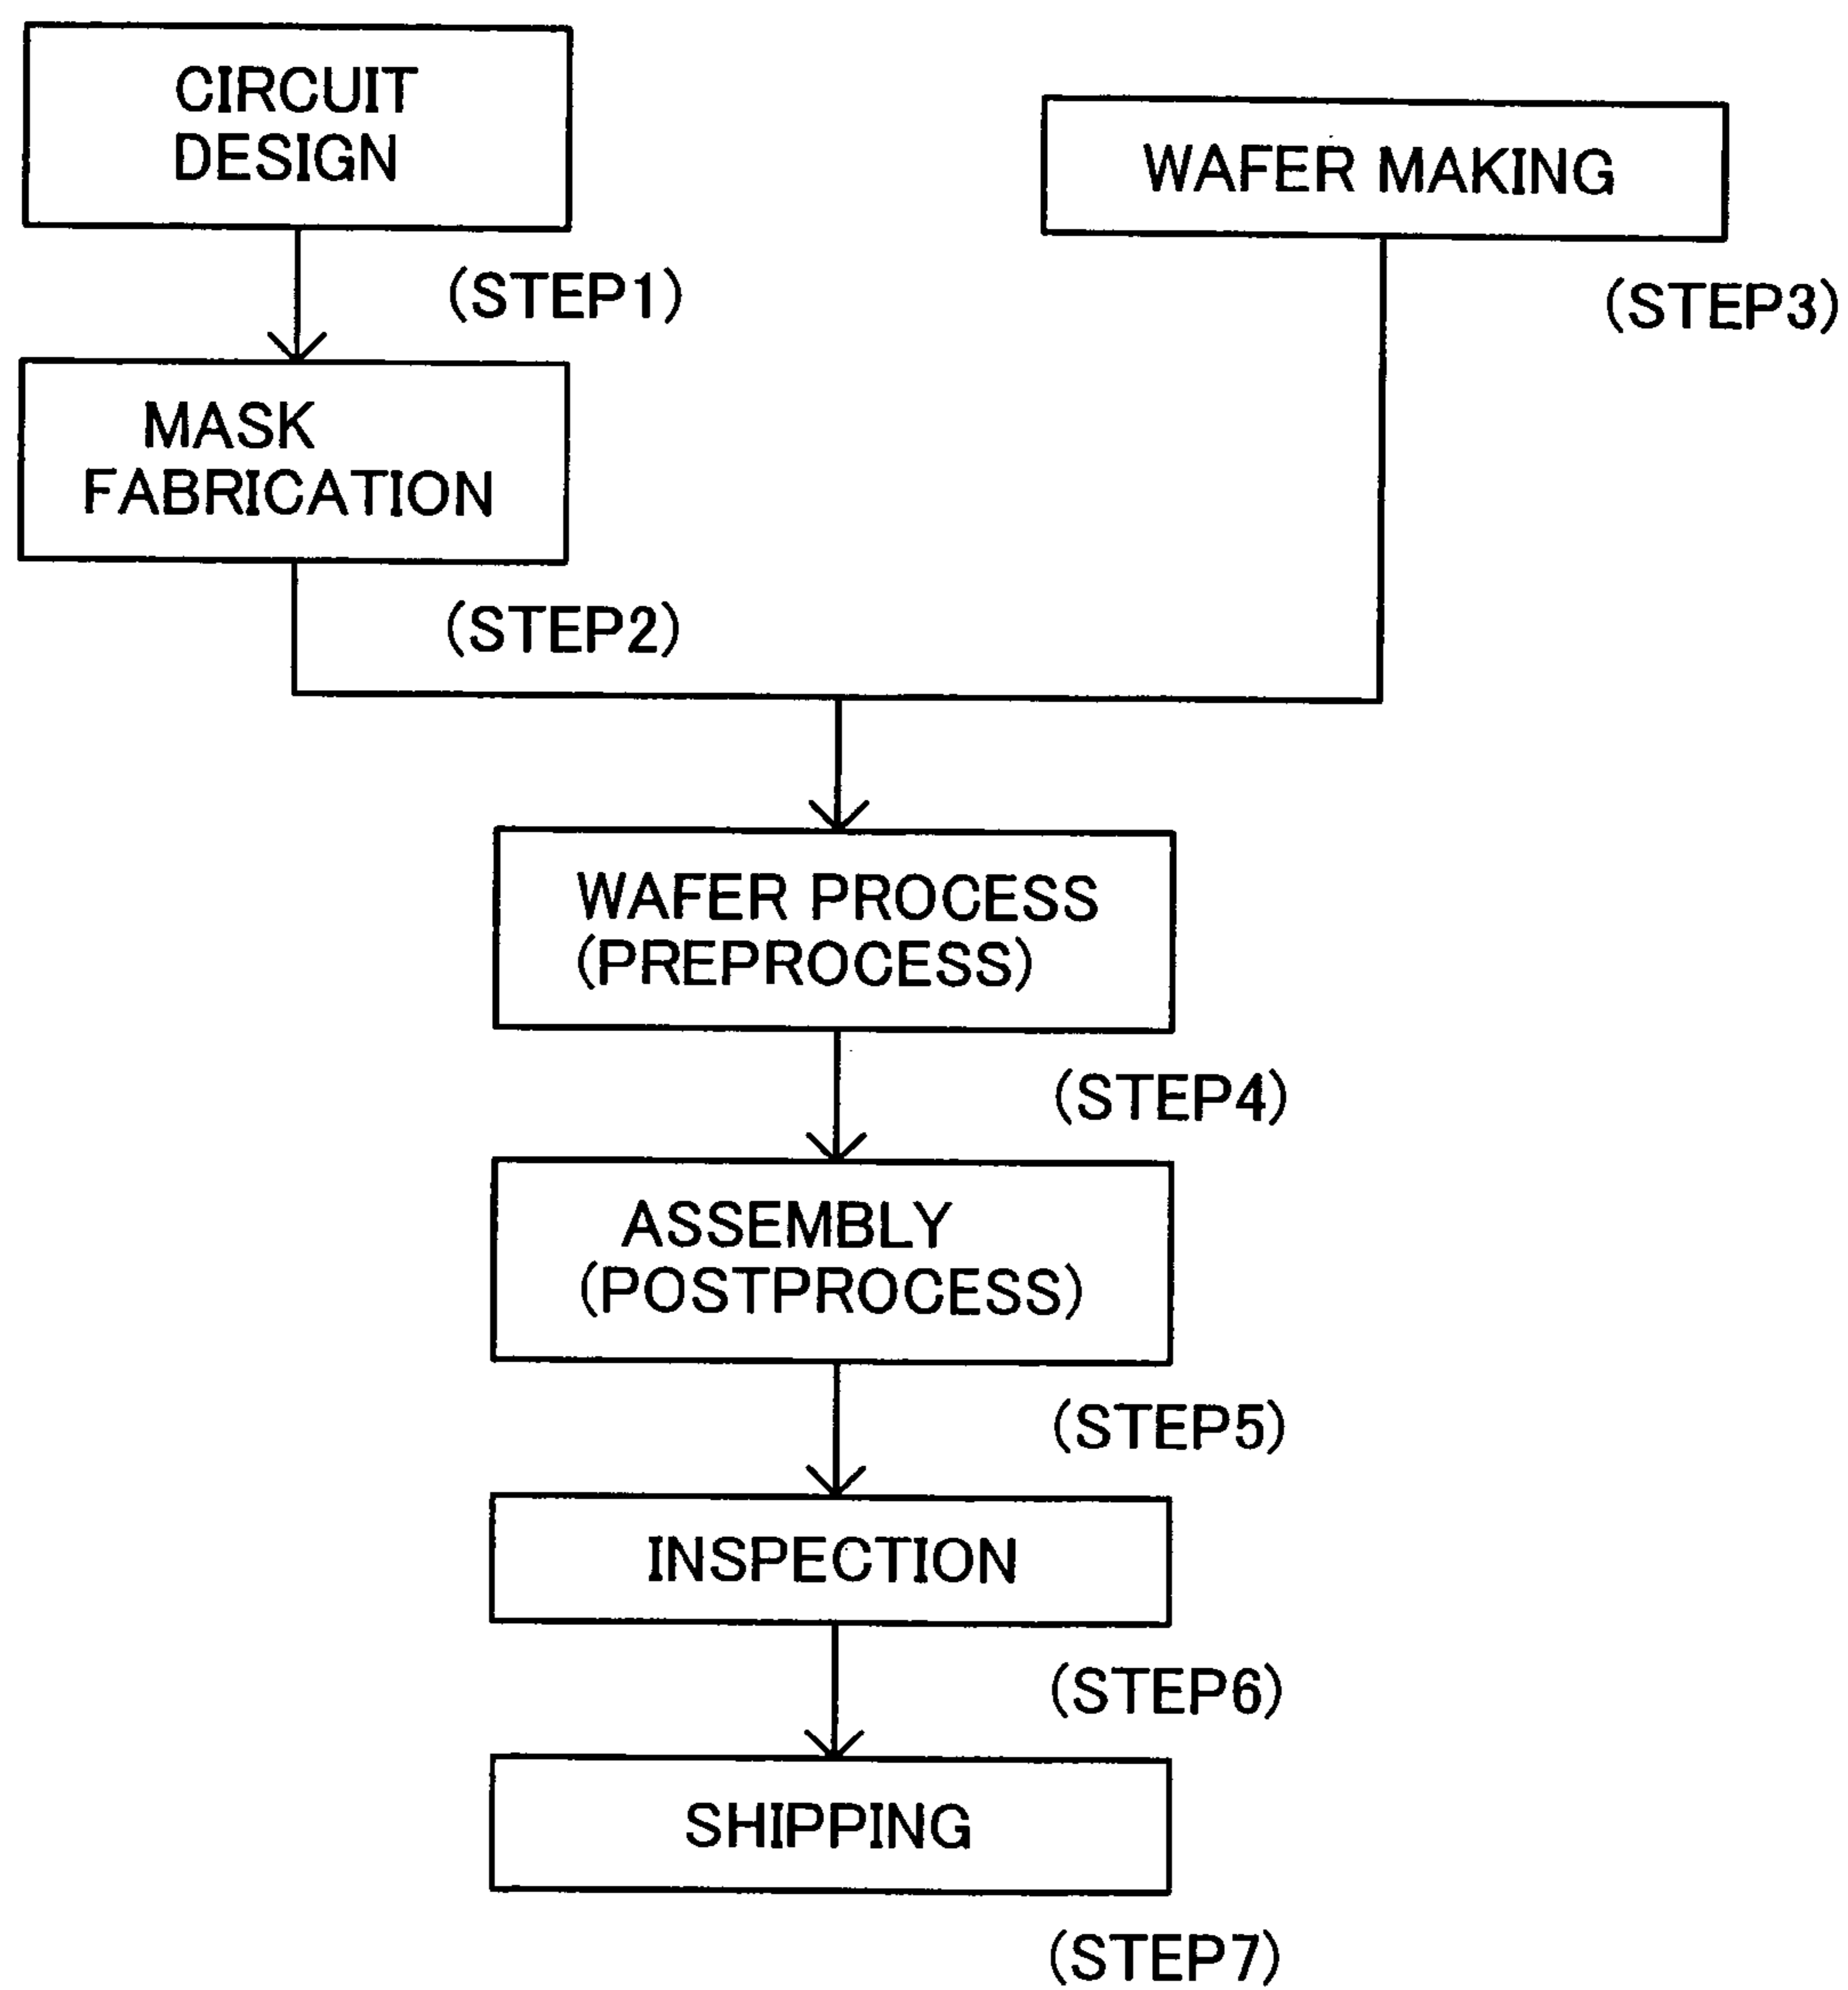 CIRCUIT
DESIGN
(STEP1)
MASK
FABRICATION
(STEP2)
WAFER MAKING
(STEP3)
WAFER PROCESS
(PREPROCESS)
(STEP4)
ASSEMBLY
(POSTPROCESS)
(STEP5)
INSPECTION
(STEP6)
SHIPPING
(STEP7)